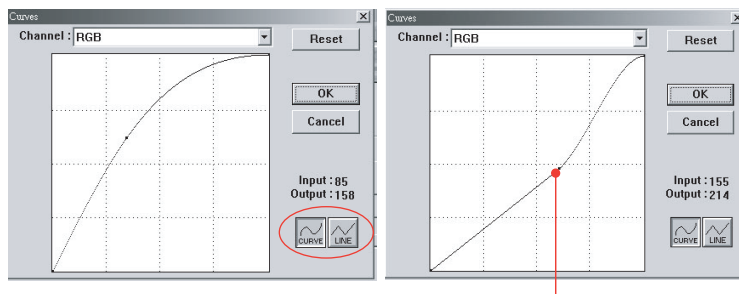 Curves
Channel : RGB
Reset
OK
Cancel
Input : 85
Output : 158
CURVE
LINE
Curves
Channel : RGB
Reset
OK
Cancel
Input : 155
Output : 214
CURVE
LINE